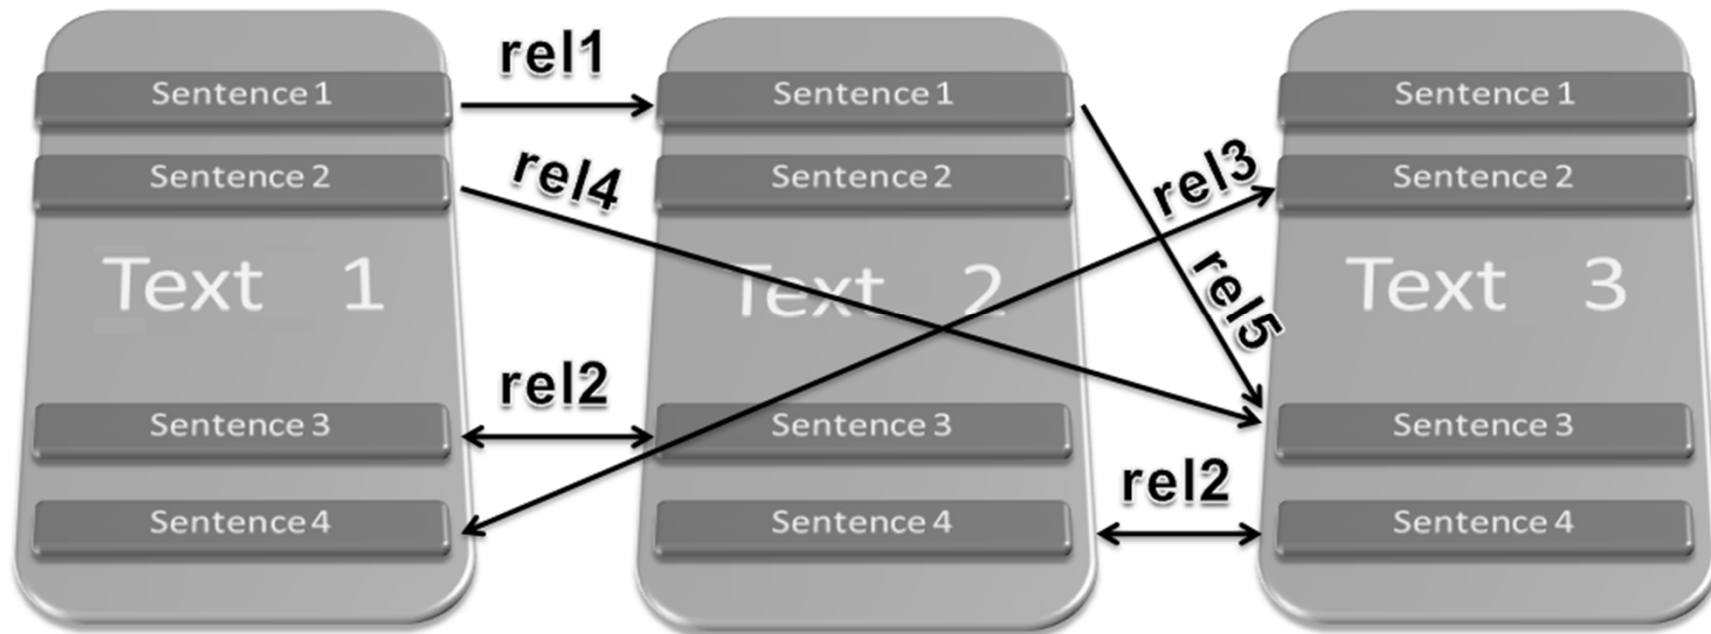 rel1
Sentence 1
Sentence 1
Sentence 1
Sentence 2
rel4
Sentence 2
rel3
Sentence 2
Text 1
Text 2
rel5
Text 3
rel2
Sentence 3
Sentence 3
Sentence 3
rel2
Sentence 4
Sentence 4
Sentence 4